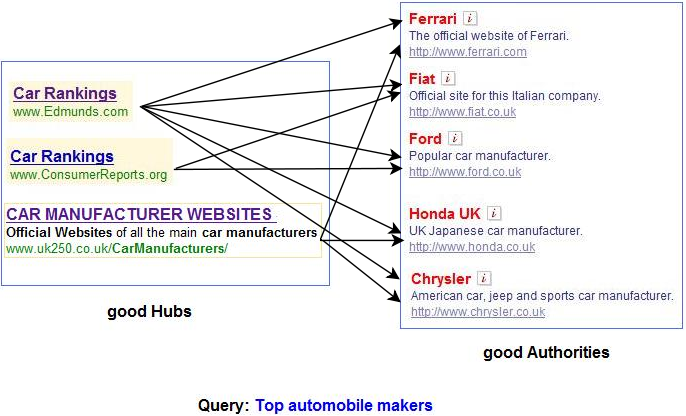 Car Rankings
www.Edmunds.com
Car Rankings
www.ConsumerReports.org
CAR MANUFACTURER WEBSITES
Official Websites of all the main car manufacturers
www.uk250.co.uk/CarManufacturers/
good Hubs
Ferrari i
The official website of Ferrari.
http://www.ferrari.com
Fiat i
Official site for this Italian company.
http://www.fiat.co.uk
Ford i
Popular car manufacturer.
http://www.ford.co.uk
Honda UK i
UK Japanese car manufacturer.
http://www.honda.co.uk
Chrysler i
American car, jeep and sports car manufacturer.
http://www.chrysler.co.uk
good Authorities
Query: Top automobile makers